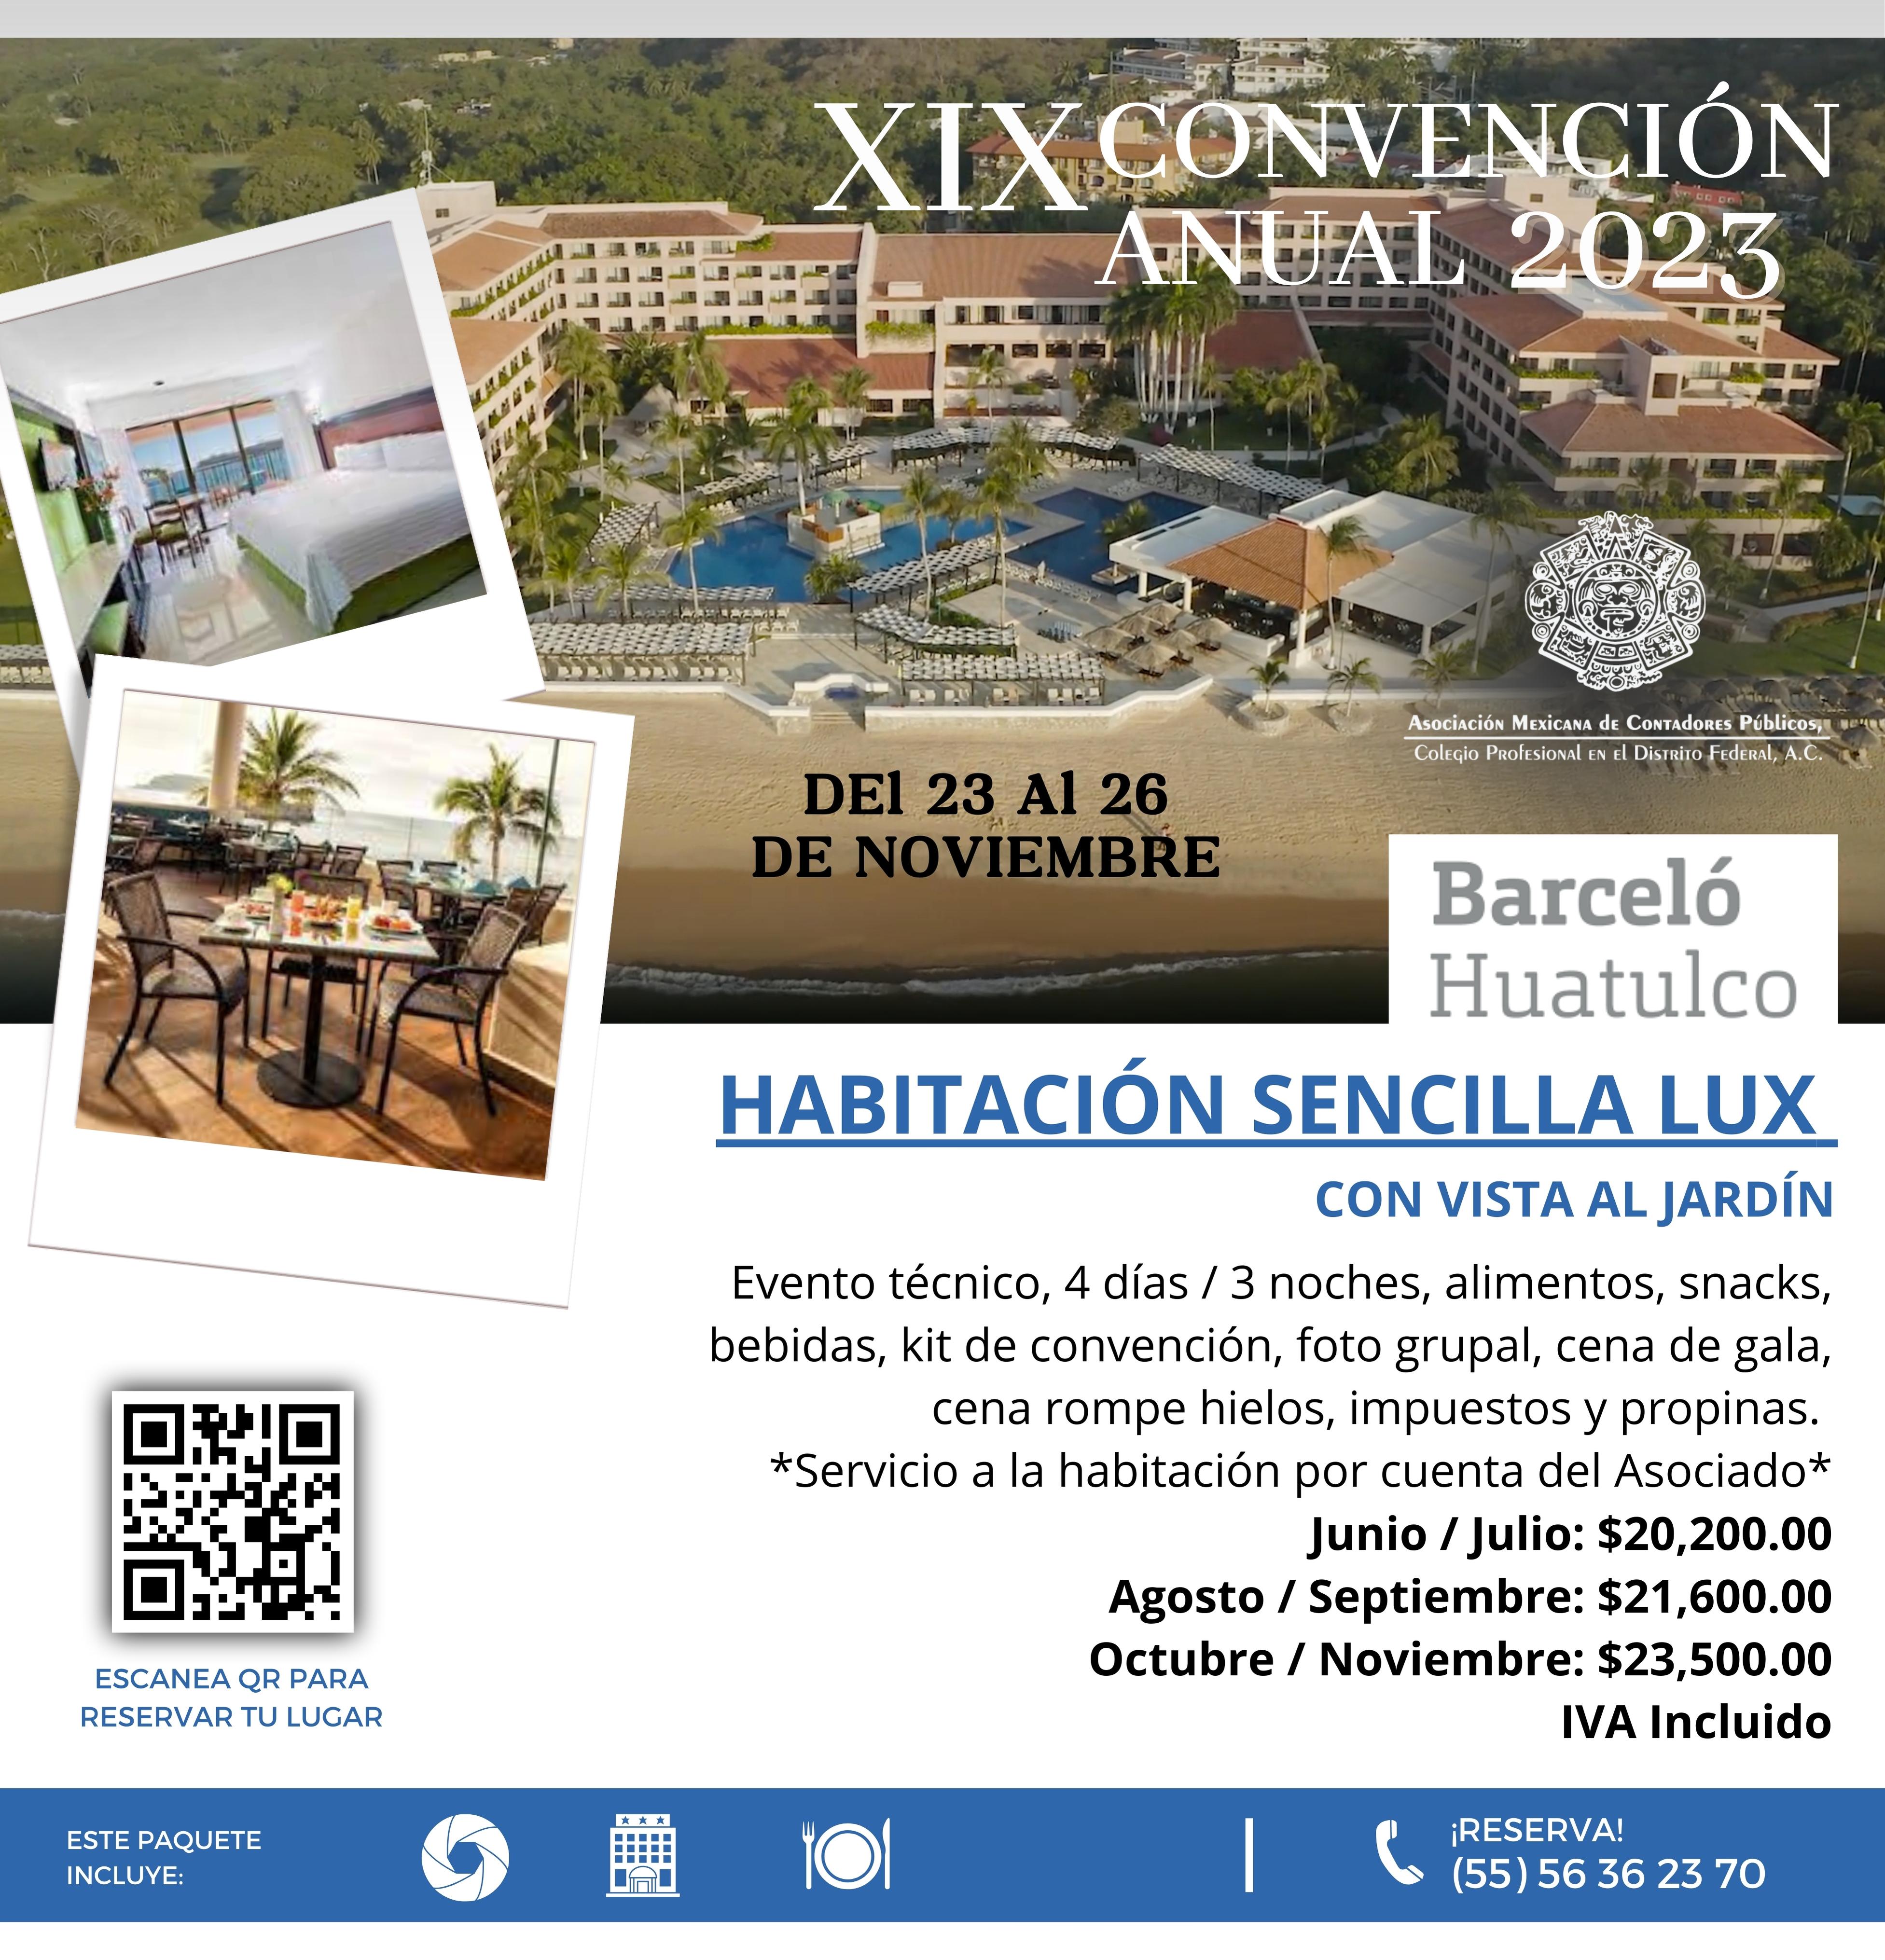 XIX CONVENCIÓN
ANUAL 2023
Asociación Mexicana de Contadores Públicos,
Colegio Profesional en el Distrito Federal, A.C.
DEl 23 Al 26
DE NOVIEMBRE
Barceló
Huatulco
HABITACIÓN SENCILLA LUX
CON VISTA AL JARDÍN
Evento técnico, 4 días / 3 noches, alimentos, snacks,
bebidas, kit de convención, foto grupal, cena de gala,
cena rompe hielos, impuestos y propinas.
*Servicio a la habitación por cuenta del Asociado*
Junio / Julio: $20,200.00
Agosto / Septiembre: $21,600.00
Octubre / Noviembre: $23,500.00
IVA Incluido
ESCANEA QR PARA
RESERVAR TU LUGAR
ESTE PAQUETE
INCLUYE:
¡RESERVA!
(55) 56 36 23 70